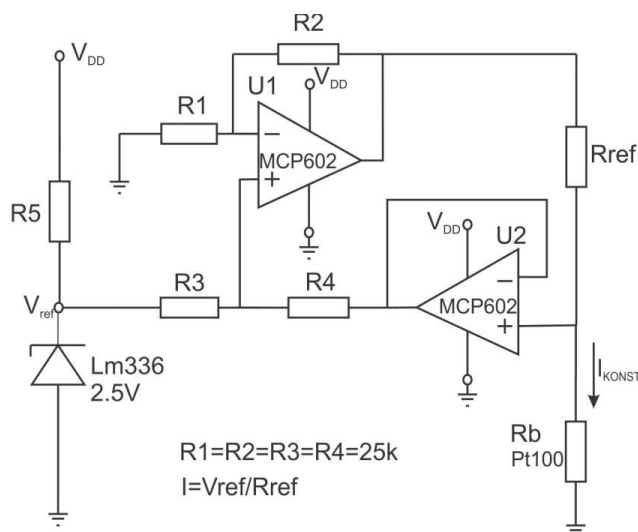 R2
V_DD
U1
V_DD
R1
−
MCP602
+
Rref
R5
V_DD
U2
R3
R4
−
MCP602
+
V_ref
I_KONST
Lm336
2.5V
Rb
Pt100
R1=R2=R3=R4=25k
I=Vref/Rref